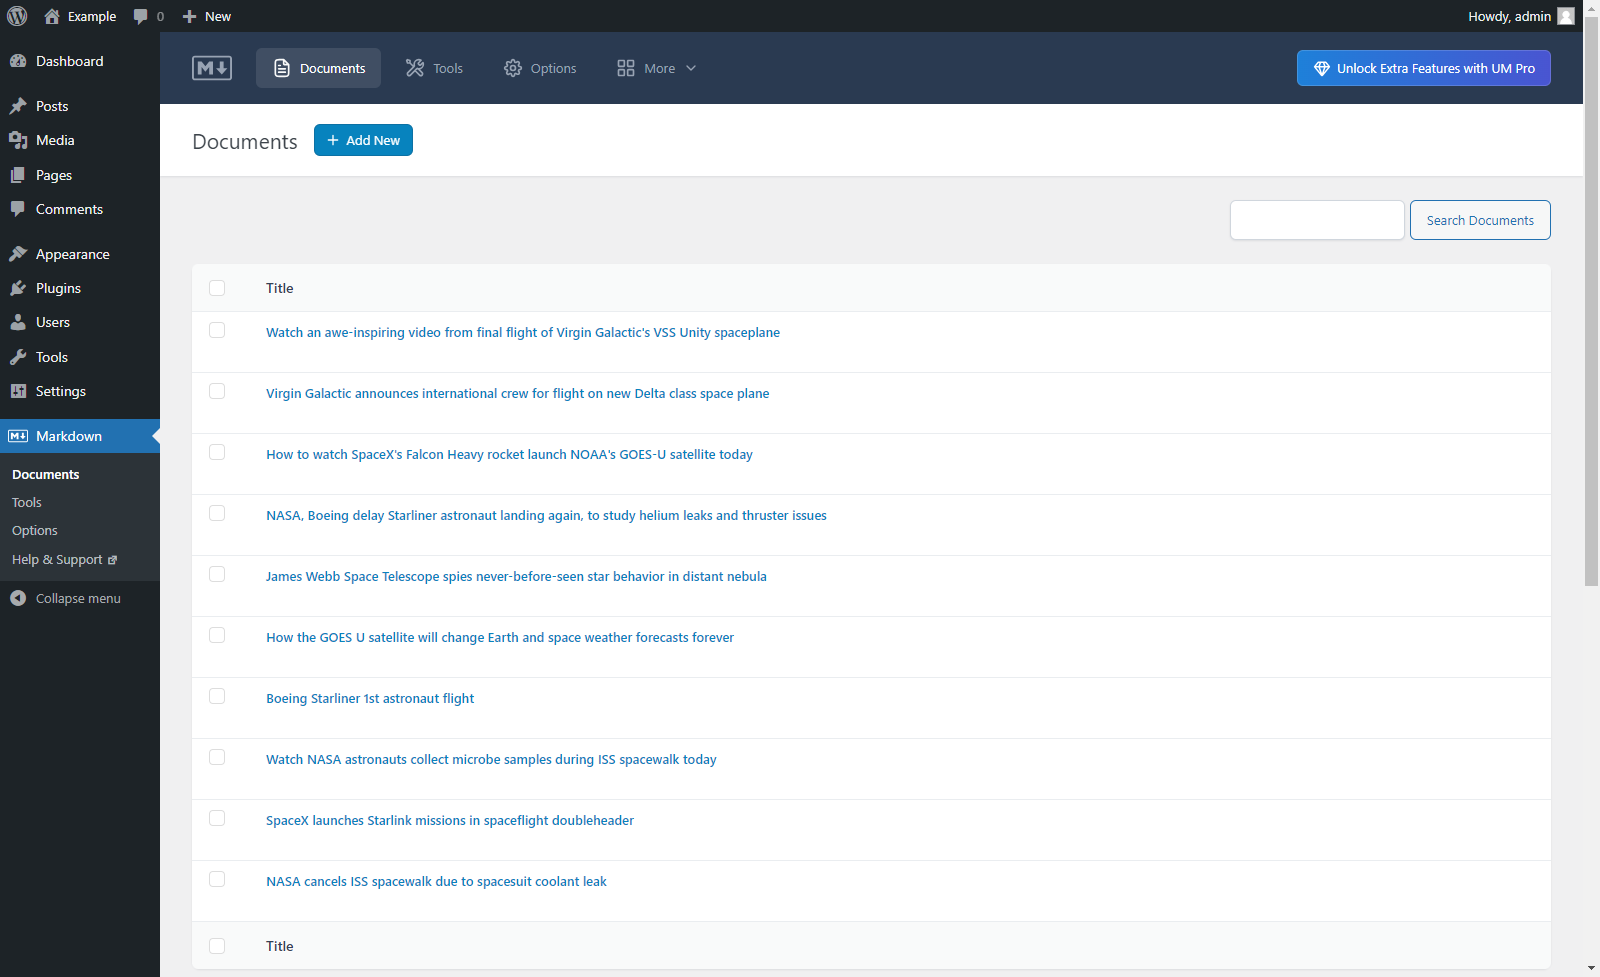 Example
0
New
Howdy, admin
Dashboard
Posts
Media
Pages
Comments
Appearance
Plugins
Users
Tools
Settings
Markdown
Documents
Tools
Options
Help & Support
Collapse menu
M
Documents
Tools
Options
More
Unlock Extra Features with UM Pro
Documents
Add New
Search Documents
Title
Watch an awe-inspiring video from final flight of Virgin Galactic's VSS Unity spaceplane
Virgin Galactic announces international crew for flight on new Delta class space plane
How to watch SpaceX's Falcon Heavy rocket launch NOAA's GOES-U satellite today
NASA, Boeing delay Starliner astronaut landing again, to study helium leaks and thruster issues
James Webb Space Telescope spies never-before-seen star behavior in distant nebula
How the GOES U satellite will change Earth and space weather forecasts forever
Boeing Starliner 1st astronaut flight
Watch NASA astronauts collect microbe samples during ISS spacewalk today
SpaceX launches Starlink missions in spaceflight doubleheader
NASA cancels ISS spacewalk due to spacesuit coolant leak
Title